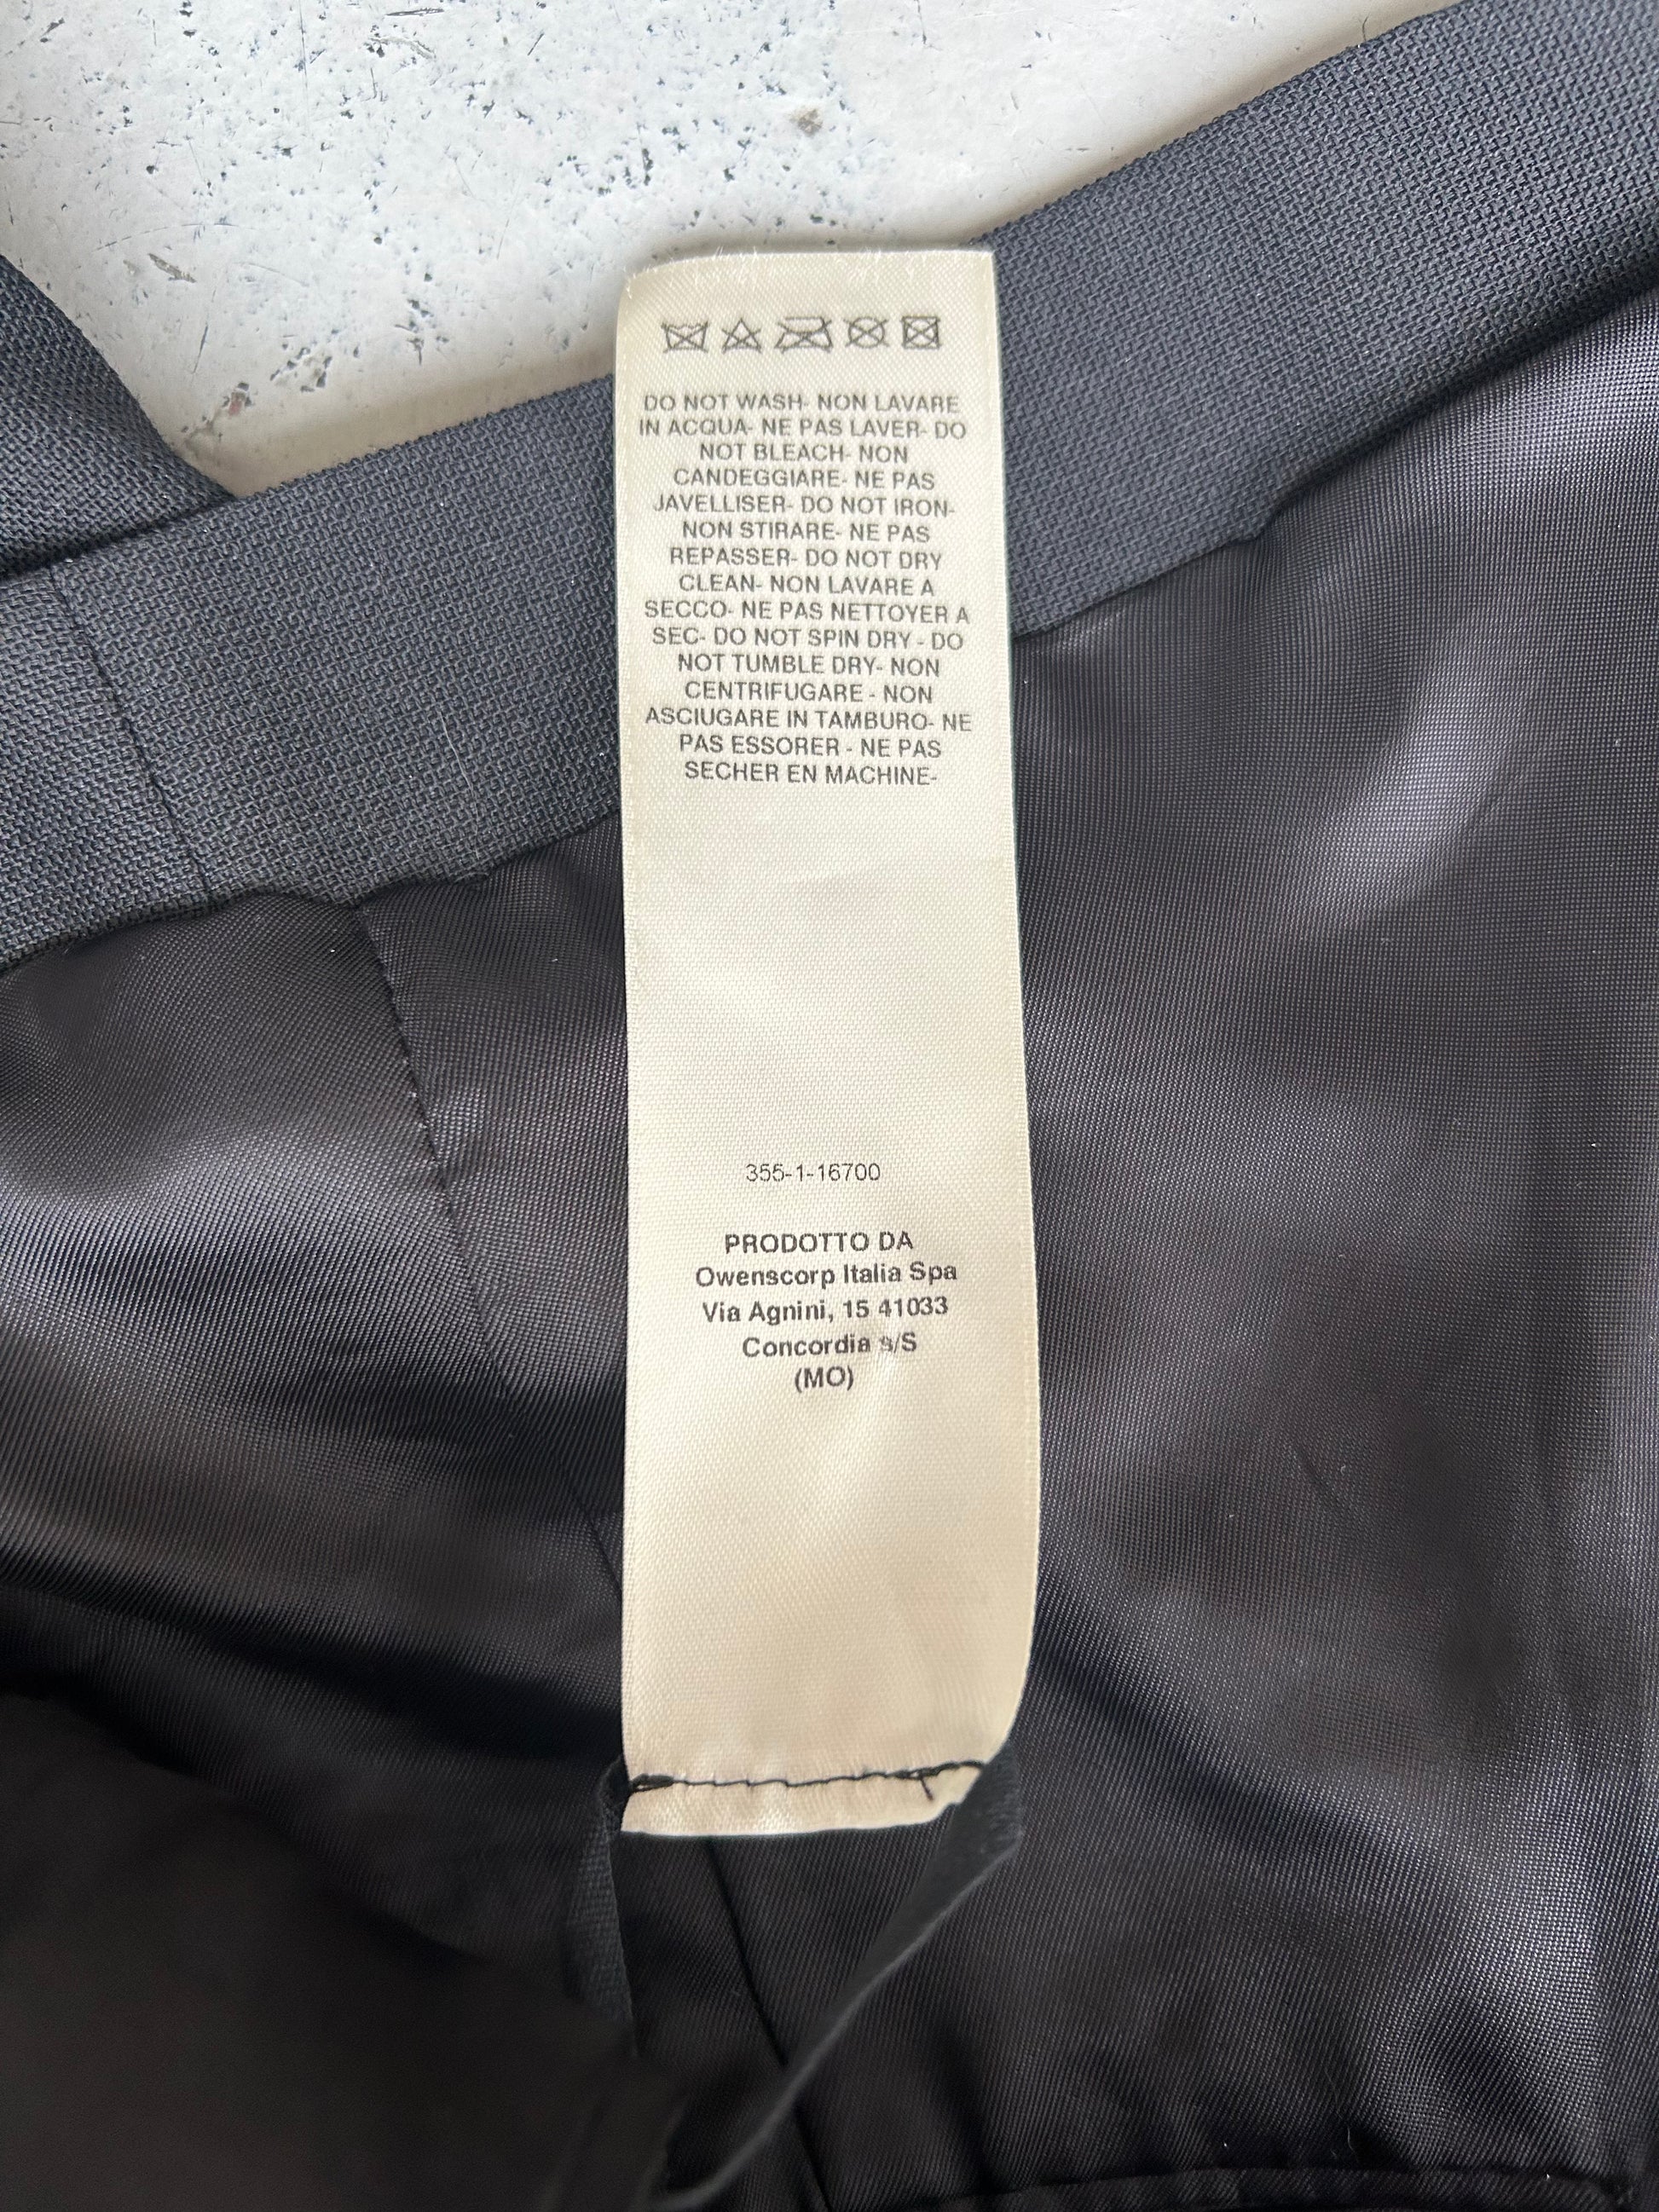 DO NOT WASH- NON LAVARE
IN ACQUA- NE PAS LAVER- DO
NOT BLEACH- NON
CANDEGGIARE- NE PAS
JAVELLISER- DO NOT IRON-
NON STIRARE- NE PAS
REPASSER- DO NOT DRY
CLEAN- NON LAVARE A
SECCO- NE PAS NETTOYER A
SEC- DO NOT SPIN DRY - DO
NOT TUMBLE DRY- NON
CENTRIFUGARE - NON
ASCIUGARE IN TAMBURO- NE
PAS ESSORER - NE PAS
SECHER EN MACHINE-
355-1-16700
PRODOTTO DA
Owenscorp Italia Spa
Via Agnini, 15 41033
Concordia s/S
(MO)